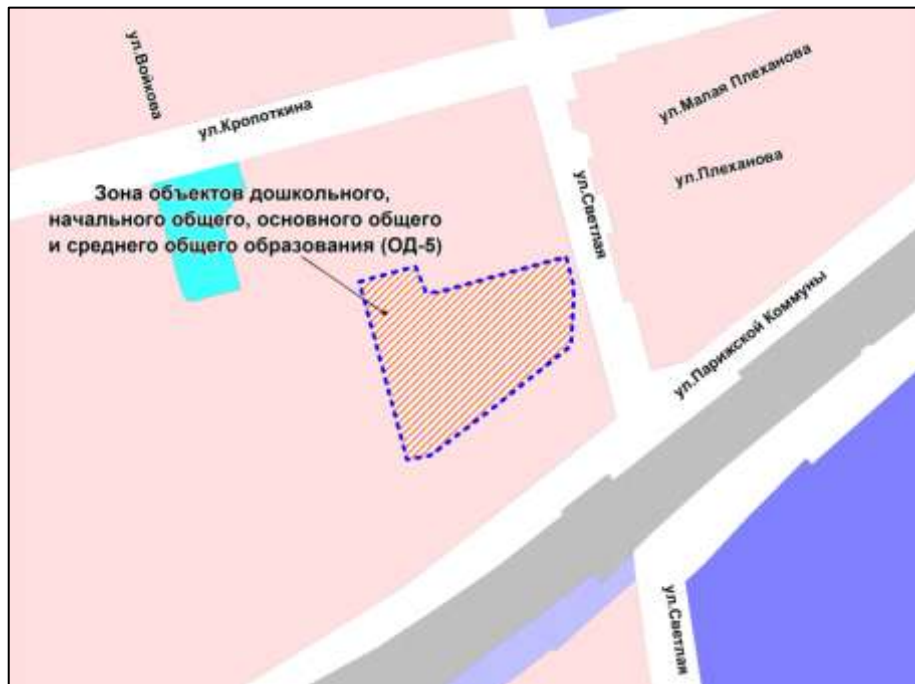 ул.Войкова
ул.Кропоткина
ул.Малая Плеханова
ул.Плеханова
Зона объектов дошкольного,
начального общего, основного общего
и среднего общего образования (ОД-5)
ул.Светлая
ул.Парижской Коммуны
ул.Светлая